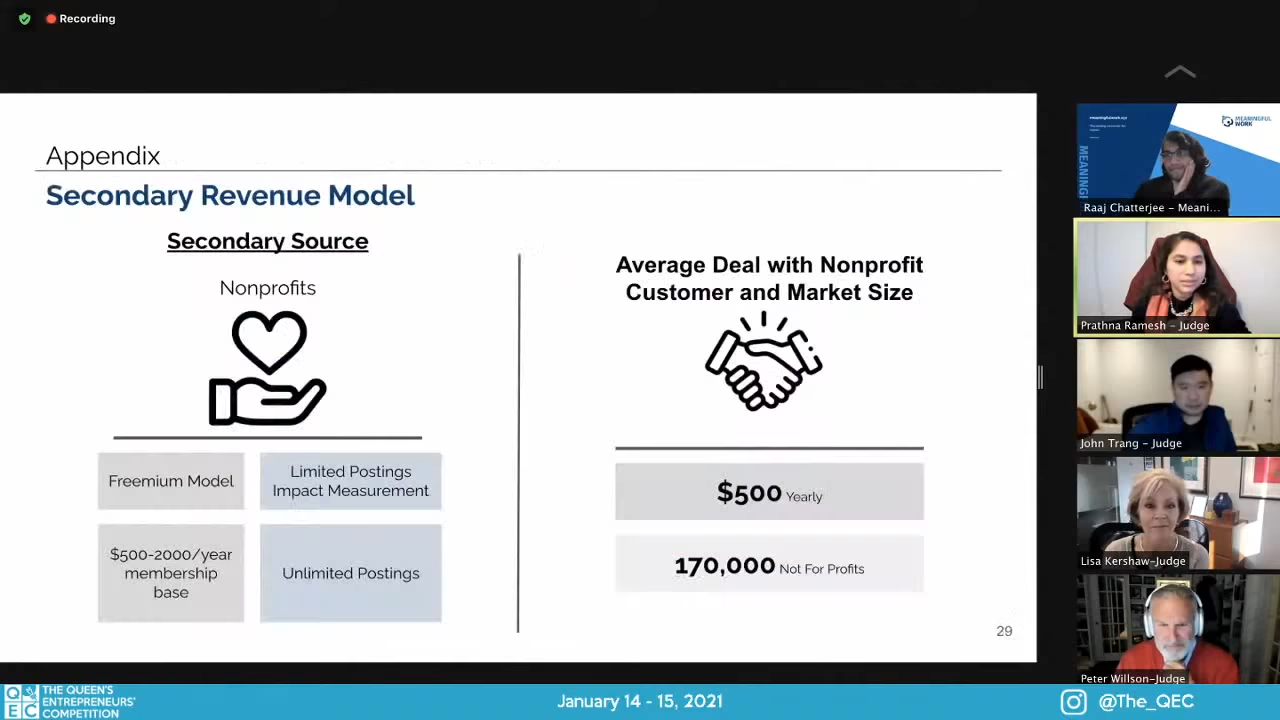 Recording
Appendix
Secondary Revenue Model
Secondary Source
Nonprofits
Freemium Model
Limited Postings
Impact Measurement
$500-2000/year
membership
base
Unlimited Postings
Average Deal with Nonprofit
Customer and Market Size
$500 Yearly
170,000 Not For Profits
29
MEANINGFUL
WORK
Raaj Chatterjee - Meani...
Prathna Ramesh - Judge
John Trang - Judge
Lisa Kershaw-Judge
Peter Willson-Judge
QEC
THE QUEEN'S
ENTREPRENEURS'
COMPETITION
January 14 - 15, 2021
@The_QEC